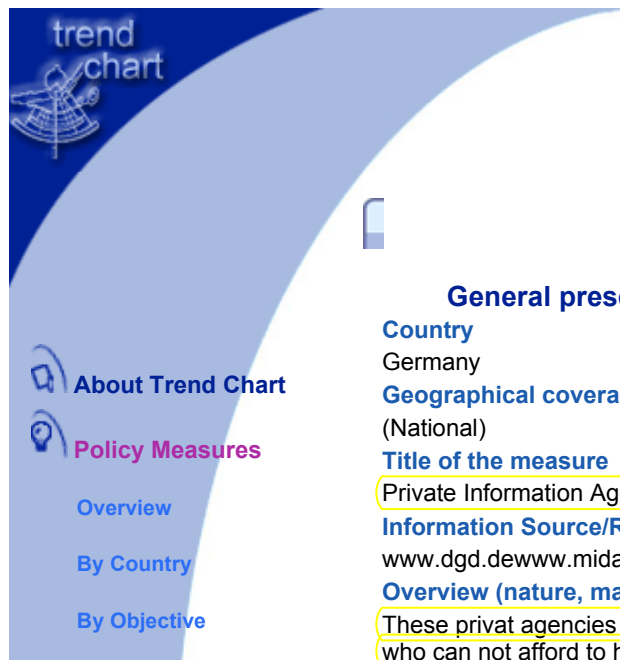 trend
chart
About Trend Chart
Policy Measures
Overview
By Country
By Objective
General prese
Country
Germany
Geographical covera
(National)
Title of the measure
Private Information Ag
Information Source/R
www.dgd.dewww.mida
Overview (nature, ma
These privat agencies
who can not afford to h